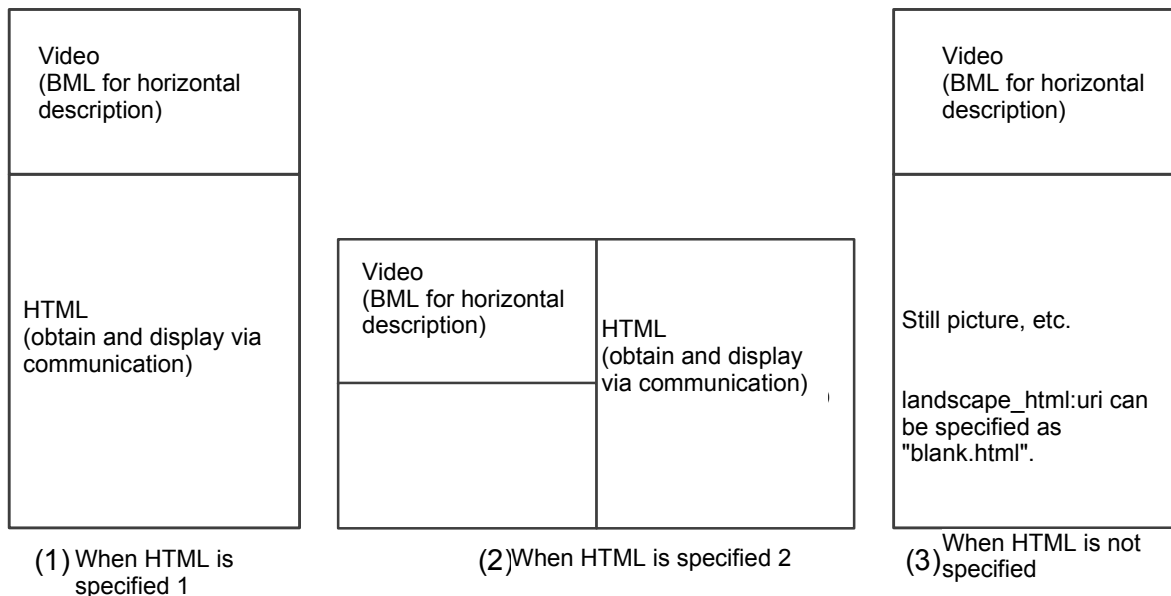 Video
(BML for horizontal
description)
HTML
(obtain and display via
communication)
(1) When HTML is
specified 1
Video
(BML for horizontal
description)
HTML
(obtain and display
via communication)
)
(2)When HTML is specified 2
Video
(BML for horizontal
description)
Still picture, etc.
landscape_html:uri can
be specified as
"blank.html".
(3)When HTML is not
specified